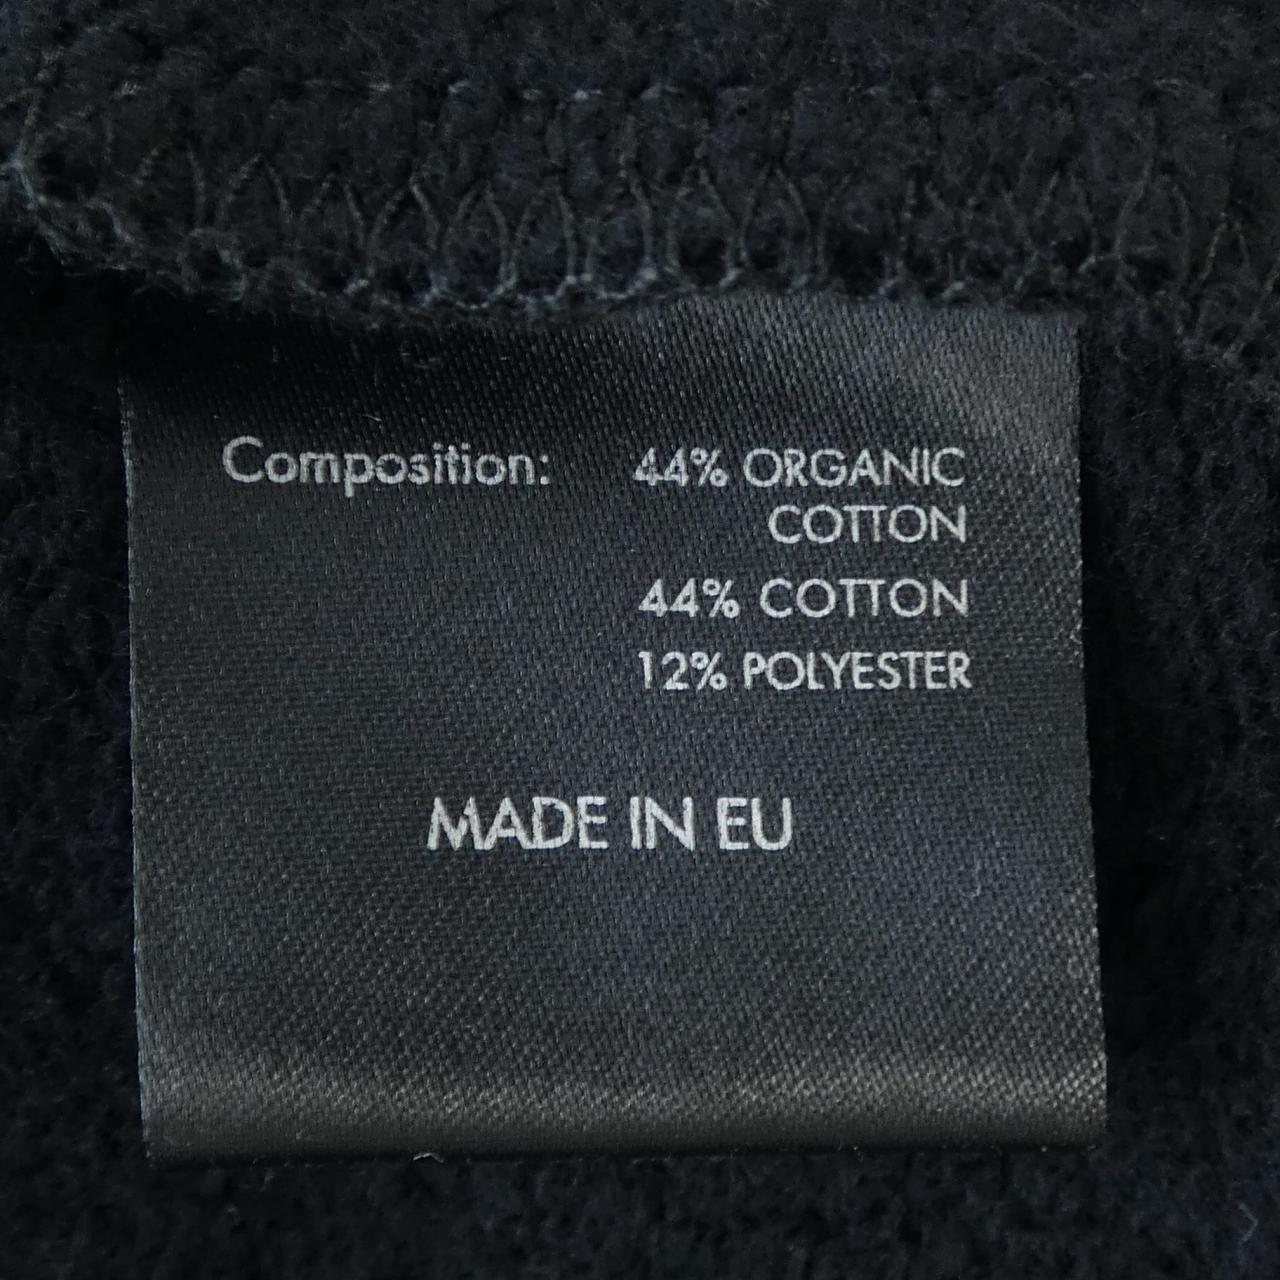 Composition: 44% ORGANIC
COTTON
44% COTTON
12% POLYESTER
MADE IN EU